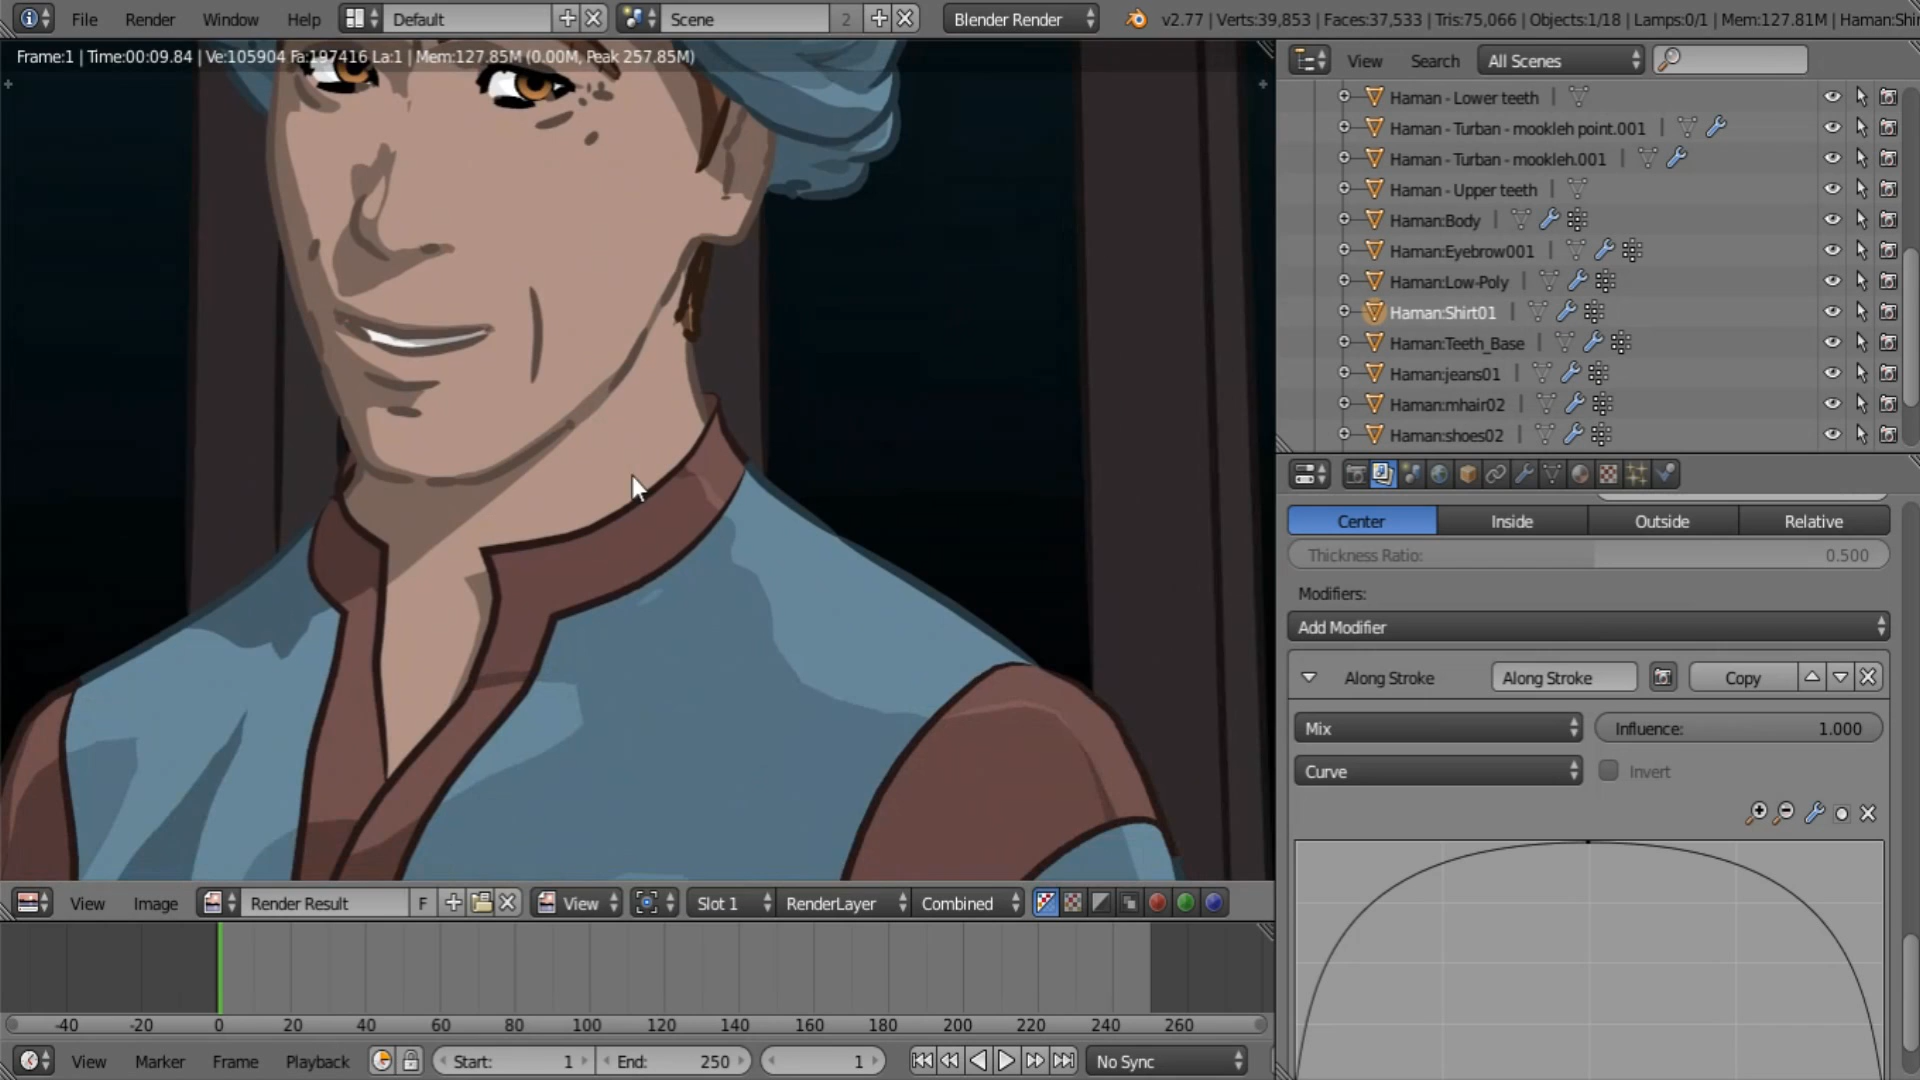 File Render Window Help Default Scene 2 Blender Render v2.77 | Verts:39,853 | Faces:37,533 | Tris:75,066 | Objects:1/18 | Lamps:0/1 | Mem:127.81M | Haman:Shi
Frame:1 | Time:00:09.84 | Ve:105904 Fa:197416 La:1 | Mem:127.85M (0.00M, Peak 257.85M)
View Search All Scenes
Haman - Lower teeth
Haman - Turban - mookleh point.001
Haman - Turban - mookleh.001
Haman - Upper teeth
Haman:Body
Haman:Eyebrow001
Haman:Low-Poly
Haman:Shirt01
Haman:Teeth_Base
Haman:jeans01
Haman:mhair02
Haman:shoes02
Center Inside Outside Relative
Thickness Ratio: 0.500
Modifiers:
Add Modifier
Along Stroke Along Stroke Copy
Mix Influence: 1.000
Curve Invert
View Image Render Result F View Slot 1 RenderLayer Combined
-40 -20 0 20 40 60 80 100 120 140 160 180 200 220 240 260
View Marker Frame Playback Start: 1 End: 250 1 No Sync